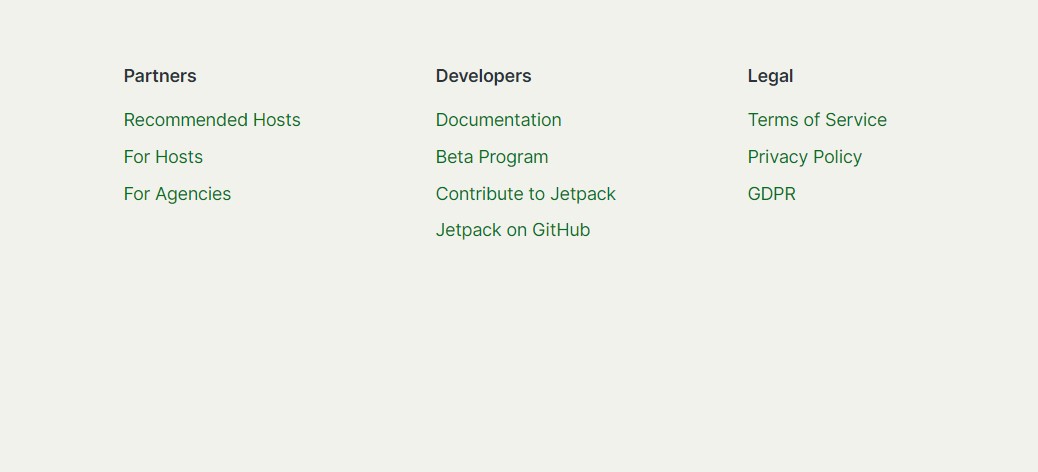 Partners
Recommended Hosts
For Hosts
For Agencies
Developers
Documentation
Beta Program
Contribute to Jetpack
Jetpack on GitHub
Legal
Terms of Service
Privacy Policy
GDPR